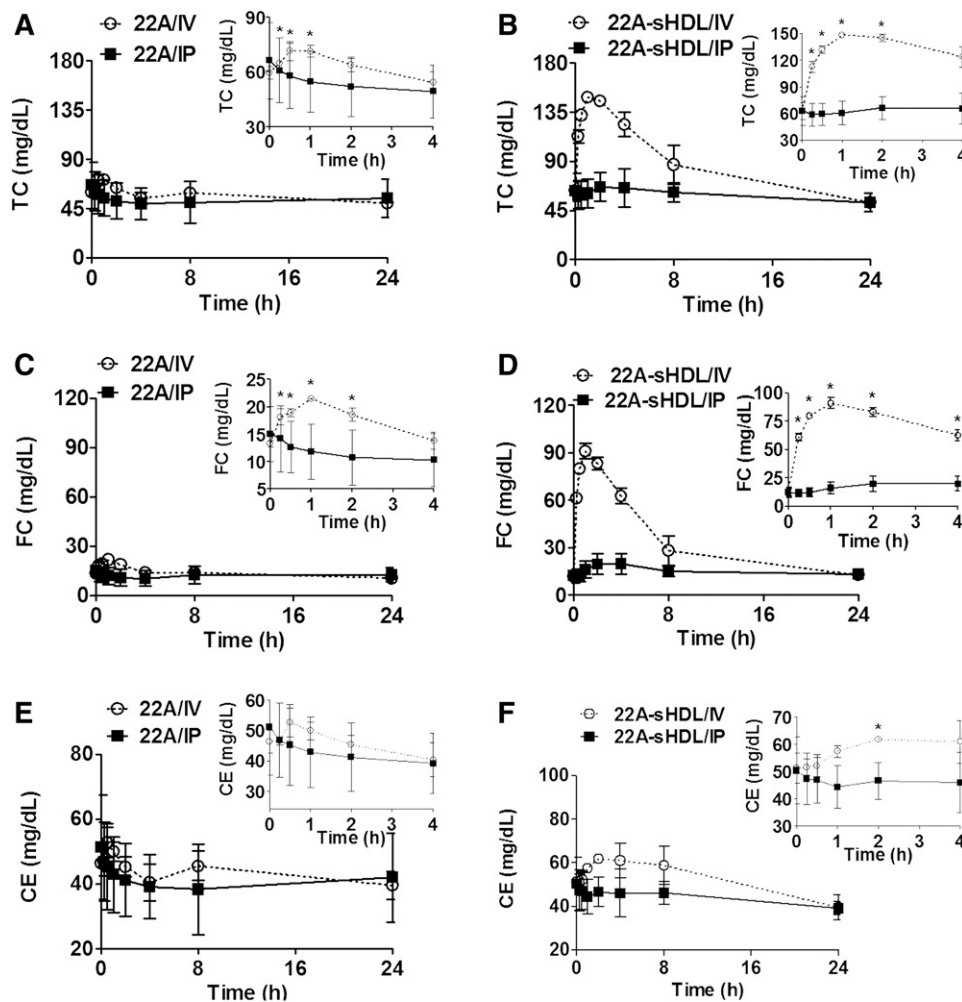 A
22A/IV
22A/IP
TC (mg/dL)
180
135
90
45
0
0 8 16 24
Time (h)
TC (mg/dL)
90
60
30
* * *
0 1 2 3 4
Time (h)
B
22A-sHDL/IV
22A-sHDL/IP
TC (mg/dL)
180
135
90
45
0
0 8 16 24
Time (h)
TC (mg/dL)
150
120
90
60
30
* * * *
0 1 2 3 4
Time (h)
C
22A/IV
22A/IP
FC (mg/dL)
120
90
60
30
0
0 8 16 24
Time (h)
FC (mg/dL)
25
20
15
10
5
* * * *
0 1 2 3 4
Time (h)
D
22A-sHDL/IV
22A-sHDL/IP
FC (mg/dL)
120
90
60
30
0
0 8 16 24
Time (h)
FC (mg/dL)
100
75
50
25
0
* * * * *
0 1 2 3 4
Time (h)
E
22A/IV
22A/IP
CE (mg/dL)
80
60
40
20
0 8 16 24
Time (h)
CE (mg/dL)
60
50
40
30
20
0 1 2 3 4
Time (h)
F
22A-sHDL/IV
22A-sHDL/IP
CE (mg/dL)
100
80
60
40
20
0 8 16 24
Time (h)
CE (mg/dL)
70
60
50
40
30
*
0 1 2 3 4
Time (h)